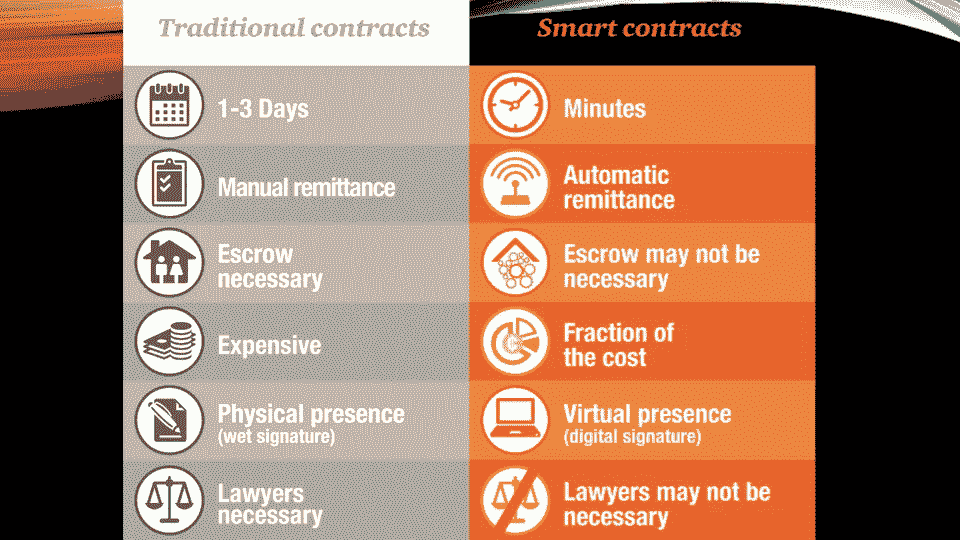 Traditional contracts
Smart contracts
1-3 Days
Minutes
Manual remittance
Automatic
remittance
Escrow
necessary
Escrow may not be
necessary
Expensive
Fraction of
the cost
Physical presence
(wet signature)
Virtual presence
(digital signature)
Lawyers
necessary
Lawyers may not be
necessary